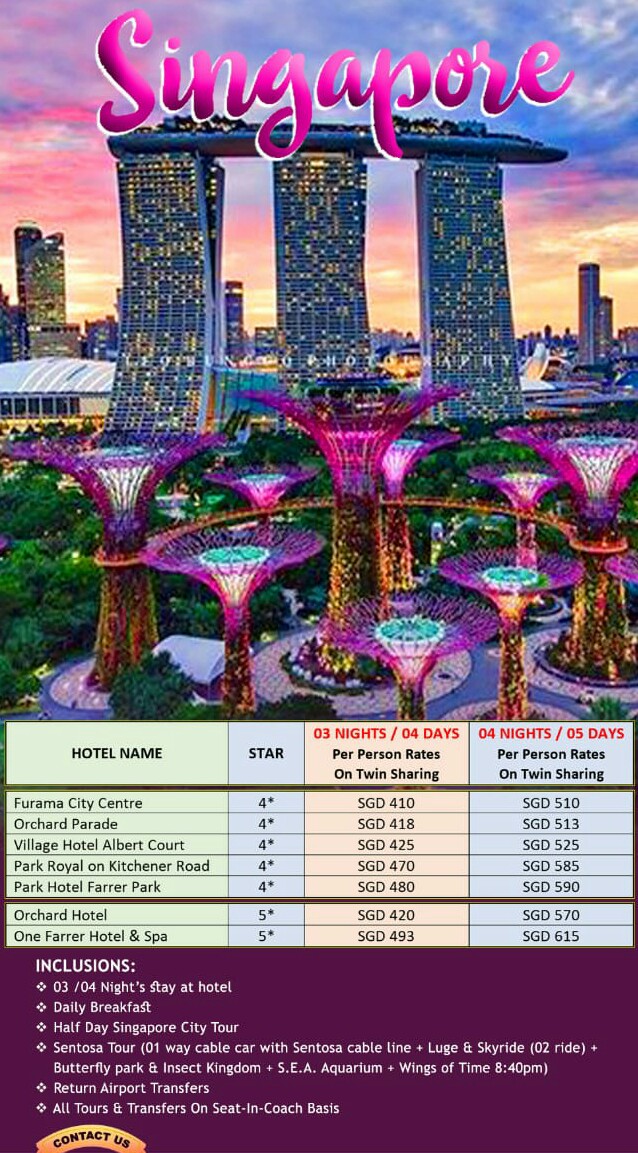 Singapore
PHOTOGRAPHY
HOTEL NAME STAR 03 NIGHTS / 04 DAYS Per Person Rates On Twin Sharing 04 NIGHTS / 05 DAYS Per Person Rates On Twin Sharing
Furama City Centre 4* SGD 410 SGD 510
Orchard Parade 4* SGD 418 SGD 513
Village Hotel Albert Court 4* SGD 425 SGD 525
Park Royal on Kitchener Road 4* SGD 470 SGD 585
Park Hotel Farrer Park 4* SGD 480 SGD 590
Orchard Hotel 5* SGD 420 SGD 570
One Farrer Hotel & Spa 5* SGD 493 SGD 615
INCLUSIONS:
❖ 03 /04 Night's stay at hotel
❖ Daily Breakfast
❖ Half Day Singapore City Tour
❖ Sentosa Tour (01 way cable car with Sentosa cable line + Luge & Skyride (02 ride) +
Butterfly park & Insect Kingdom + S.E.A. Aquarium + Wings of Time 8:40pm)
❖ Return Airport Transfers
❖ All Tours & Transfers On Seat-In-Coach Basis
CONTACT US